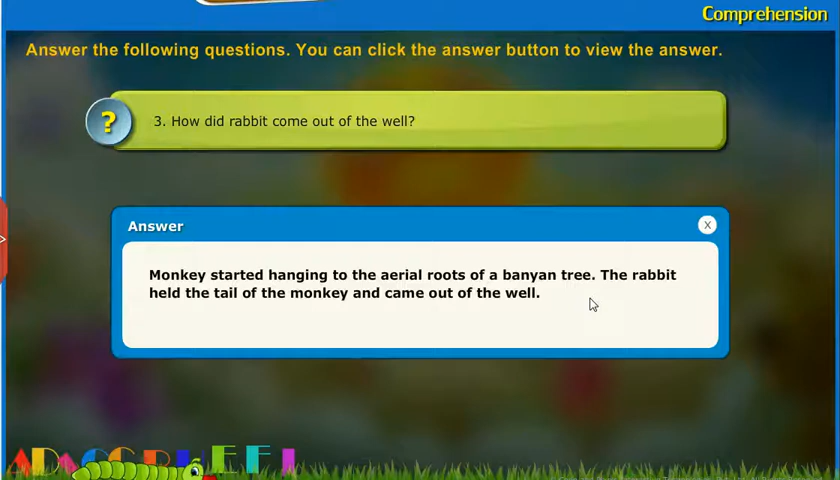 Comprehension
Answer the following questions. You can click the answer button to view the answer.
?
3. How did rabbit come out of the well?
Answer
X
Monkey started hanging to the aerial roots of a banyan tree. The rabbit
held the tail of the monkey and came out of the well.